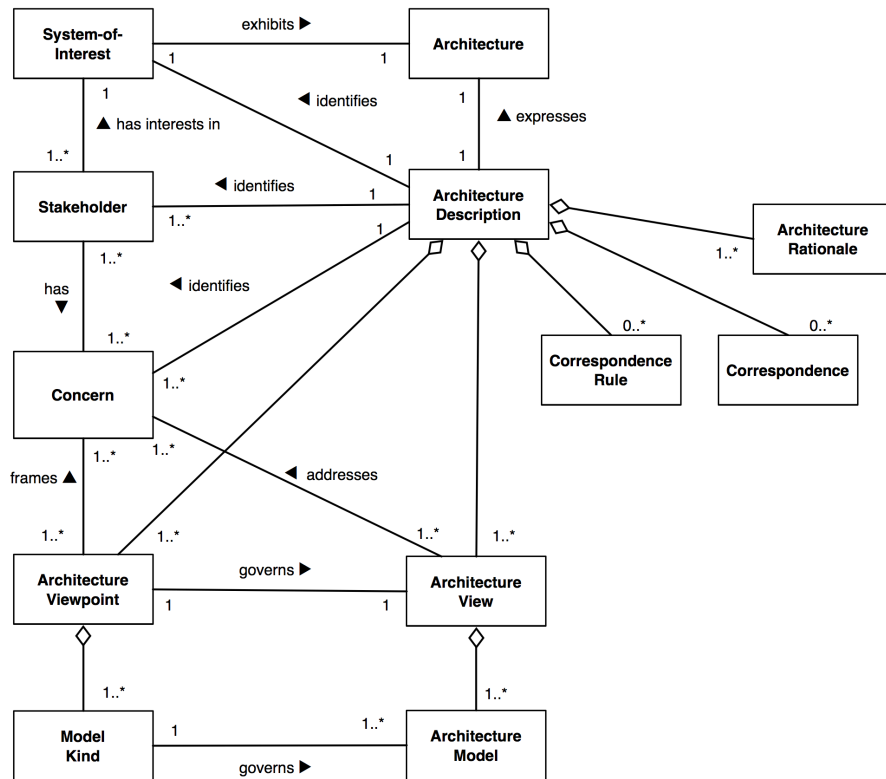 exhibits ▶
System-of-
Interest
Architecture
1
1
1
1
◀ identifies
▲ expresses
▲ has interests in
1..*
1
1
Stakeholder
◀ identifies
1
1..*
Architecture
Description
1
Architecture
Rationale
1..*
1..*
has
▼
◀ identifies
1..*
0..*
0..*
Concern
1..*
Correspondence
Rule
Correspondence
1..*
1..*
frames ▲
◀ addresses
1..*
1..*
1..*
1..*
Architecture
Viewpoint
governs ▶
Architecture
View
1
1
1..*
1..*
Model
Kind
1
1..*
Architecture
Model
governs ▶